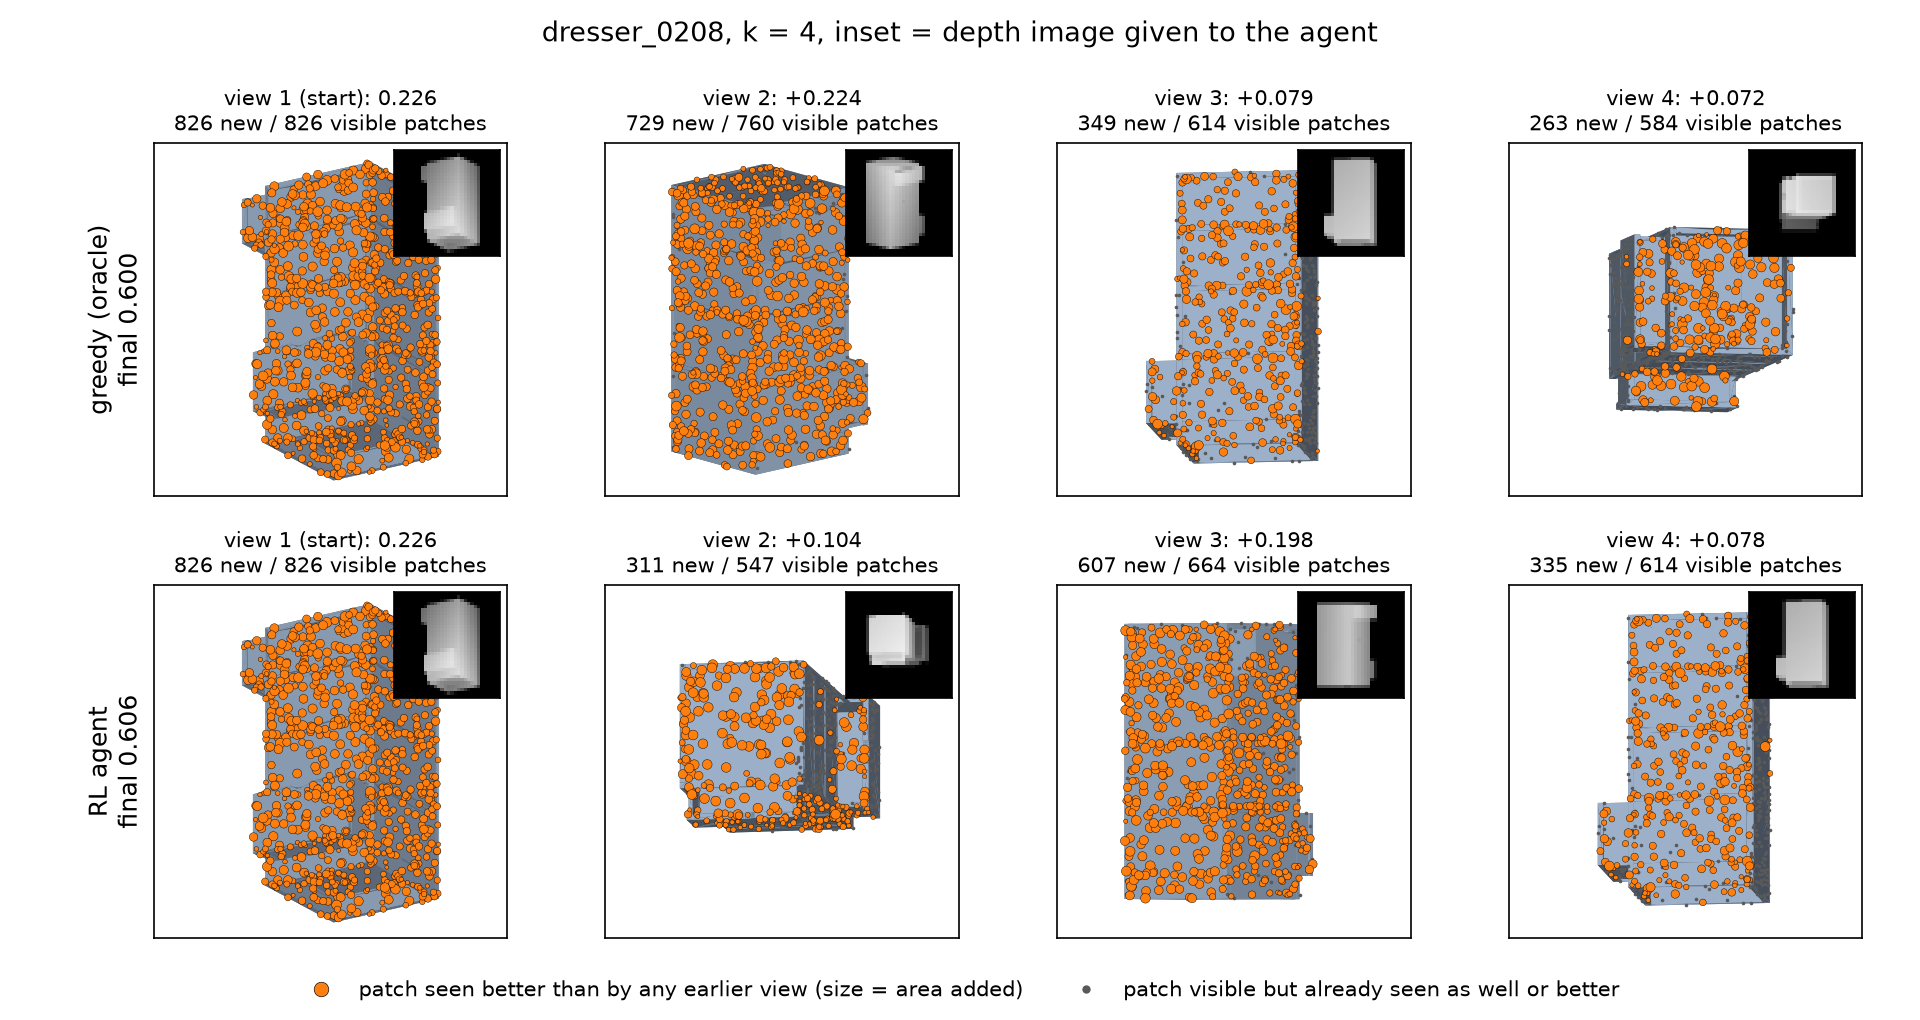 dresser_0208, k = 4, inset = depth image given to the agent
view 1 (start): 0.226
826 new / 826 visible patches
view 2: +0.224
729 new / 760 visible patches
view 3: +0.079
349 new / 614 visible patches
view 4: +0.072
263 new / 584 visible patches
greedy (oracle)
final 0.600
view 1 (start): 0.226
826 new / 826 visible patches
view 2: +0.104
311 new / 547 visible patches
view 3: +0.198
607 new / 664 visible patches
view 4: +0.078
335 new / 614 visible patches
RL agent
final 0.606
patch seen better than by any earlier view (size = area added)
patch visible but already seen as well or better